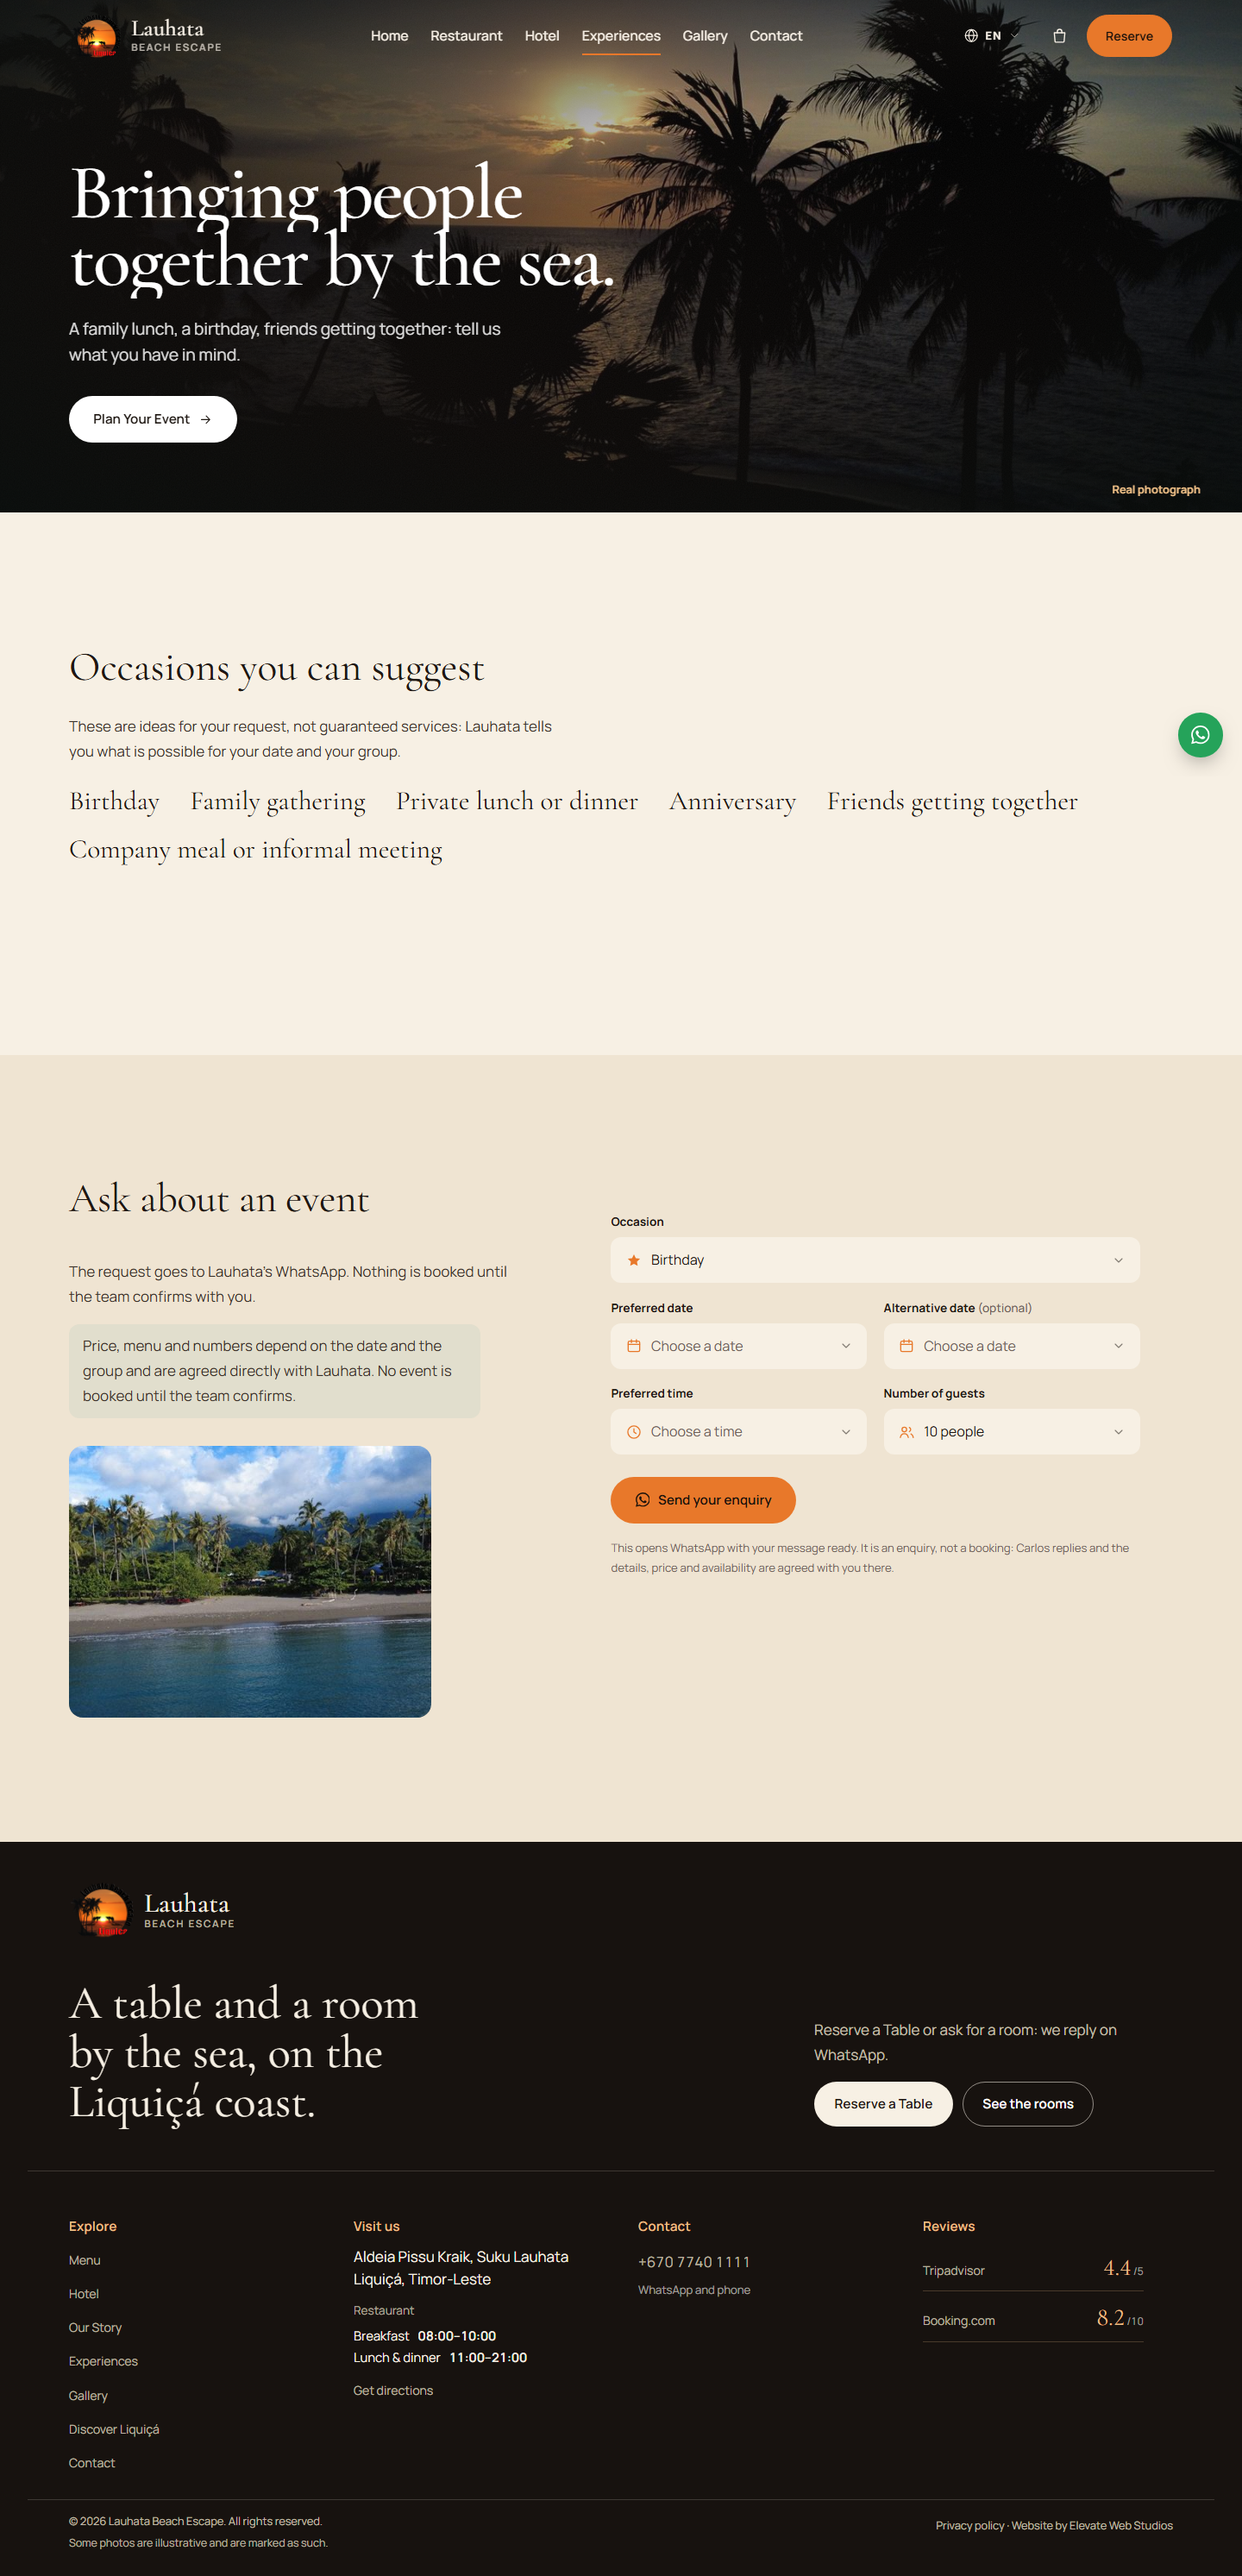 Lauhata
BEACH ESCAPE
Home Restaurant Hotel Experiences Gallery Contact
EN
Reserve
Bringing people
together by the sea.
A family lunch, a birthday, friends getting together: tell us
what you have in mind.
Plan Your Event →
Real photograph
Occasions you can suggest
These are ideas for your request, not guaranteed services: Lauhata tells
you what is possible for your date and your group.
Birthday Family gathering Private lunch or dinner Anniversary Friends getting together
Company meal or informal meeting
Ask about an event
The request goes to Lauhata's WhatsApp. Nothing is booked until
the team confirms with you.
Price, menu and numbers depend on the date and the
group and are agreed directly with Lauhata. No event is
booked until the team confirms.
Occasion
Birthday
Preferred date Alternative date (optional)
Choose a date Choose a date
Preferred time Number of guests
Choose a time 10 people
Send your enquiry
This opens WhatsApp with your message ready. It is an enquiry, not a booking: Carlos replies and the
details, price and availability are agreed with you there.
Lauhata
BEACH ESCAPE
A table and a room
by the sea, on the
Liquiçá coast.
Reserve a Table or ask for a room: we reply on
WhatsApp.
Reserve a Table See the rooms
Explore
Menu
Hotel
Our Story
Experiences
Gallery
Discover Liquiçá
Contact
Visit us
Aldeia Pissu Kraik, Suku Lauhata
Liquiçá, Timor-Leste
Restaurant
Breakfast 08:00–10:00
Lunch & dinner 11:00–21:00
Get directions
Contact
+670 7740 1111
WhatsApp and phone
Reviews
Tripadvisor 4.4 /5
Booking.com 8.2 /10
© 2026 Lauhata Beach Escape. All rights reserved.
Some photos are illustrative and are marked as such.
Privacy policy · Website by Elevate Web Studios